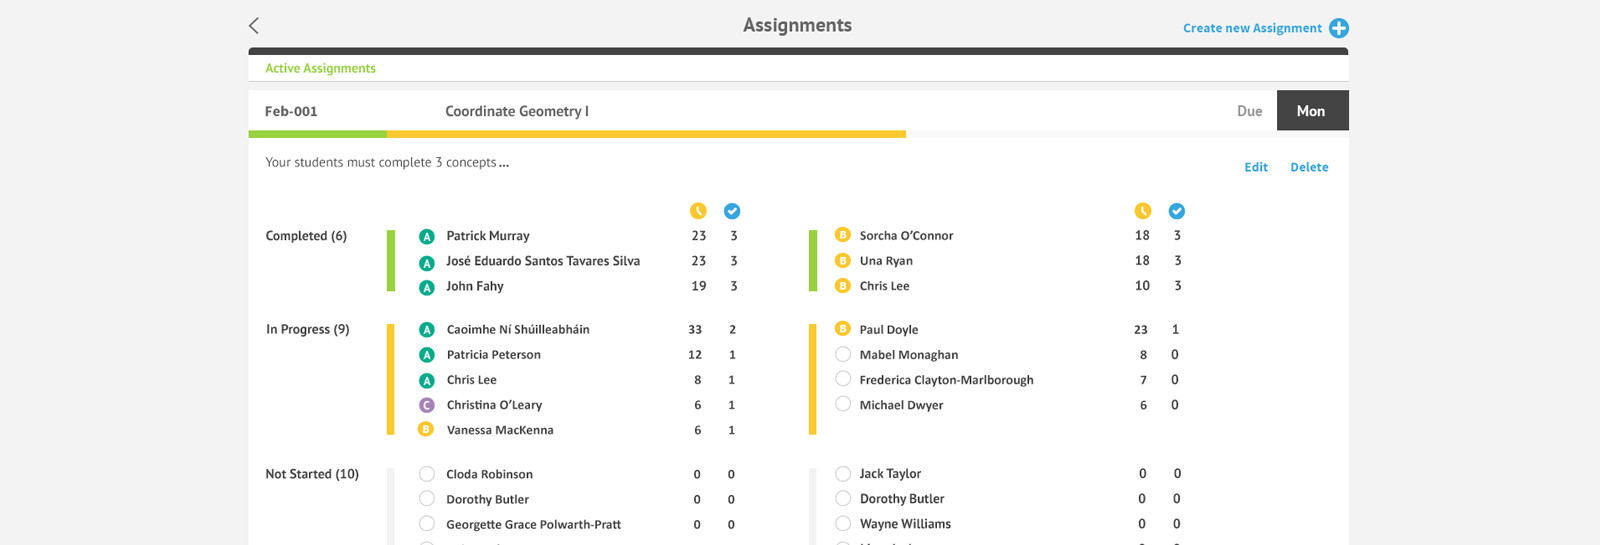 Assignments
Create new Assignment
Active Assignments
Feb-001 Coordinate Geometry I Due Mon
Your students must complete 3 concepts ...
Edit Delete
Completed (6) A Patrick Murray 23 3 B Sorcha O’Connor 18 3
A José Eduardo Santos Tavares Silva 23 3 B Una Ryan 18 3
A John Fahy 19 3 B Chris Lee 10 3
In Progress (9) A Caoimhe Ní Shúilleabháin 33 2 B Paul Doyle 23 1
A Patricia Peterson 12 1 Mabel Monaghan 8 0
A Chris Lee 8 1 Frederica Clayton-Marlborough 7 0
C Christina O’Leary 6 1 Michael Dwyer 6 0
B Vanessa MacKenna 6 1
Not Started (10) Cloda Robinson 0 0 Jack Taylor 0 0
Dorothy Butler 0 0 Dorothy Butler 0 0
Georgette Grace Polwarth-Pratt 0 0 Wayne Williams 0 0